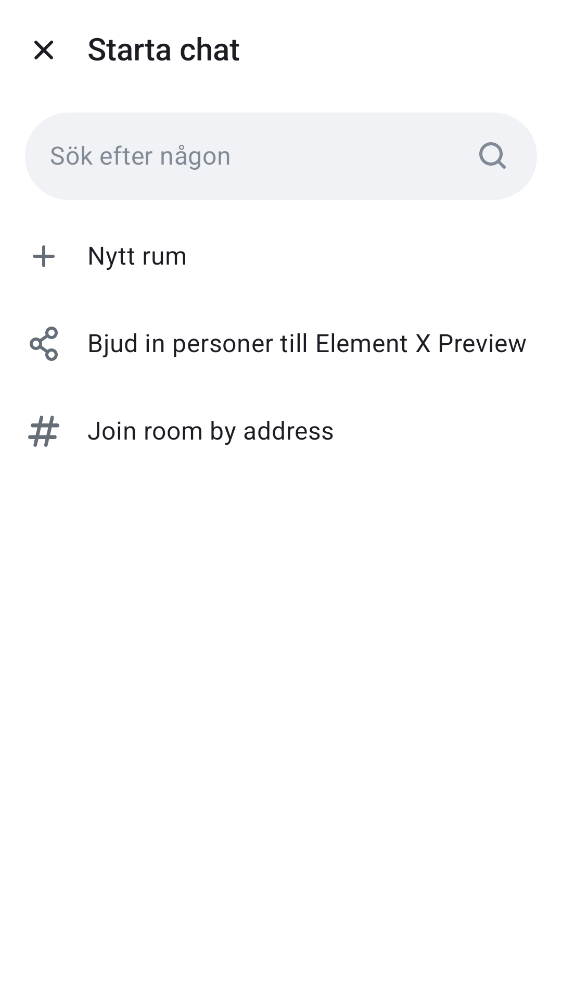 Starta chat
Sök efter någon
Nytt rum
Bjud in personer till Element X Preview
Join room by address